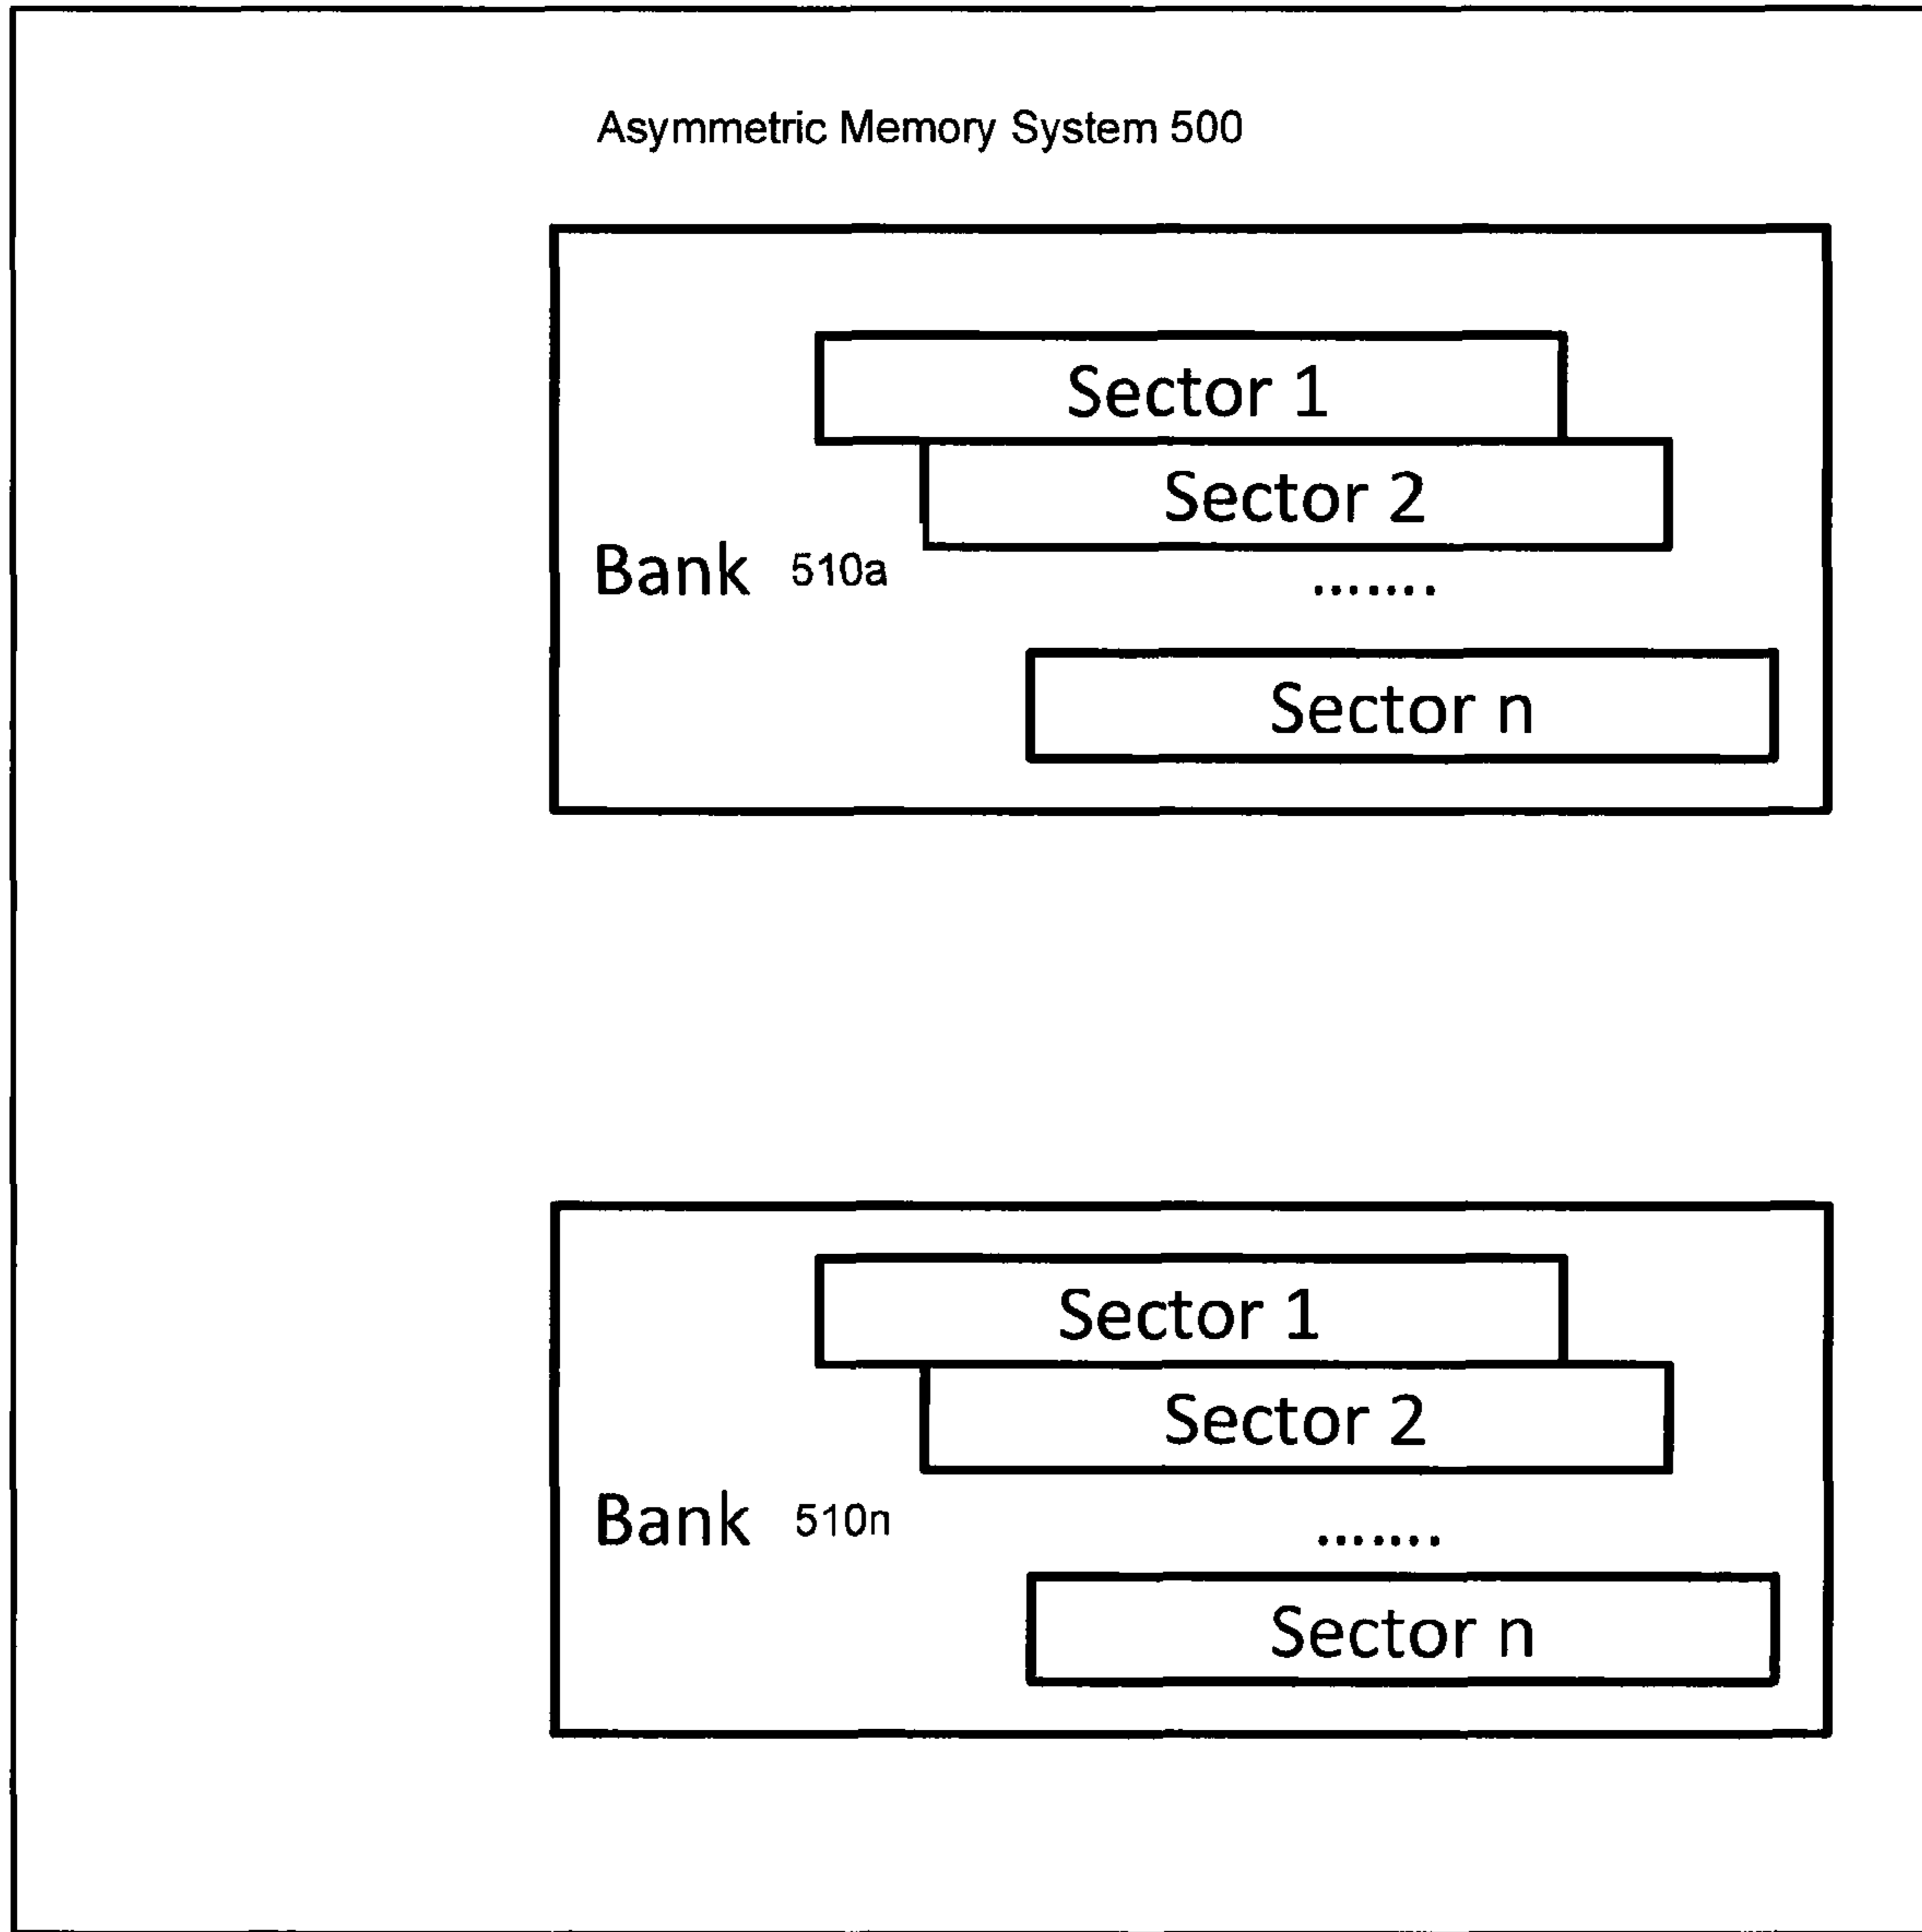 Asymmetric Memory System 500
Sector 1
Sector 2
Bank 510a
.......
Sector n
Sector 1
Sector 2
Bank 510n
.......
Sector n